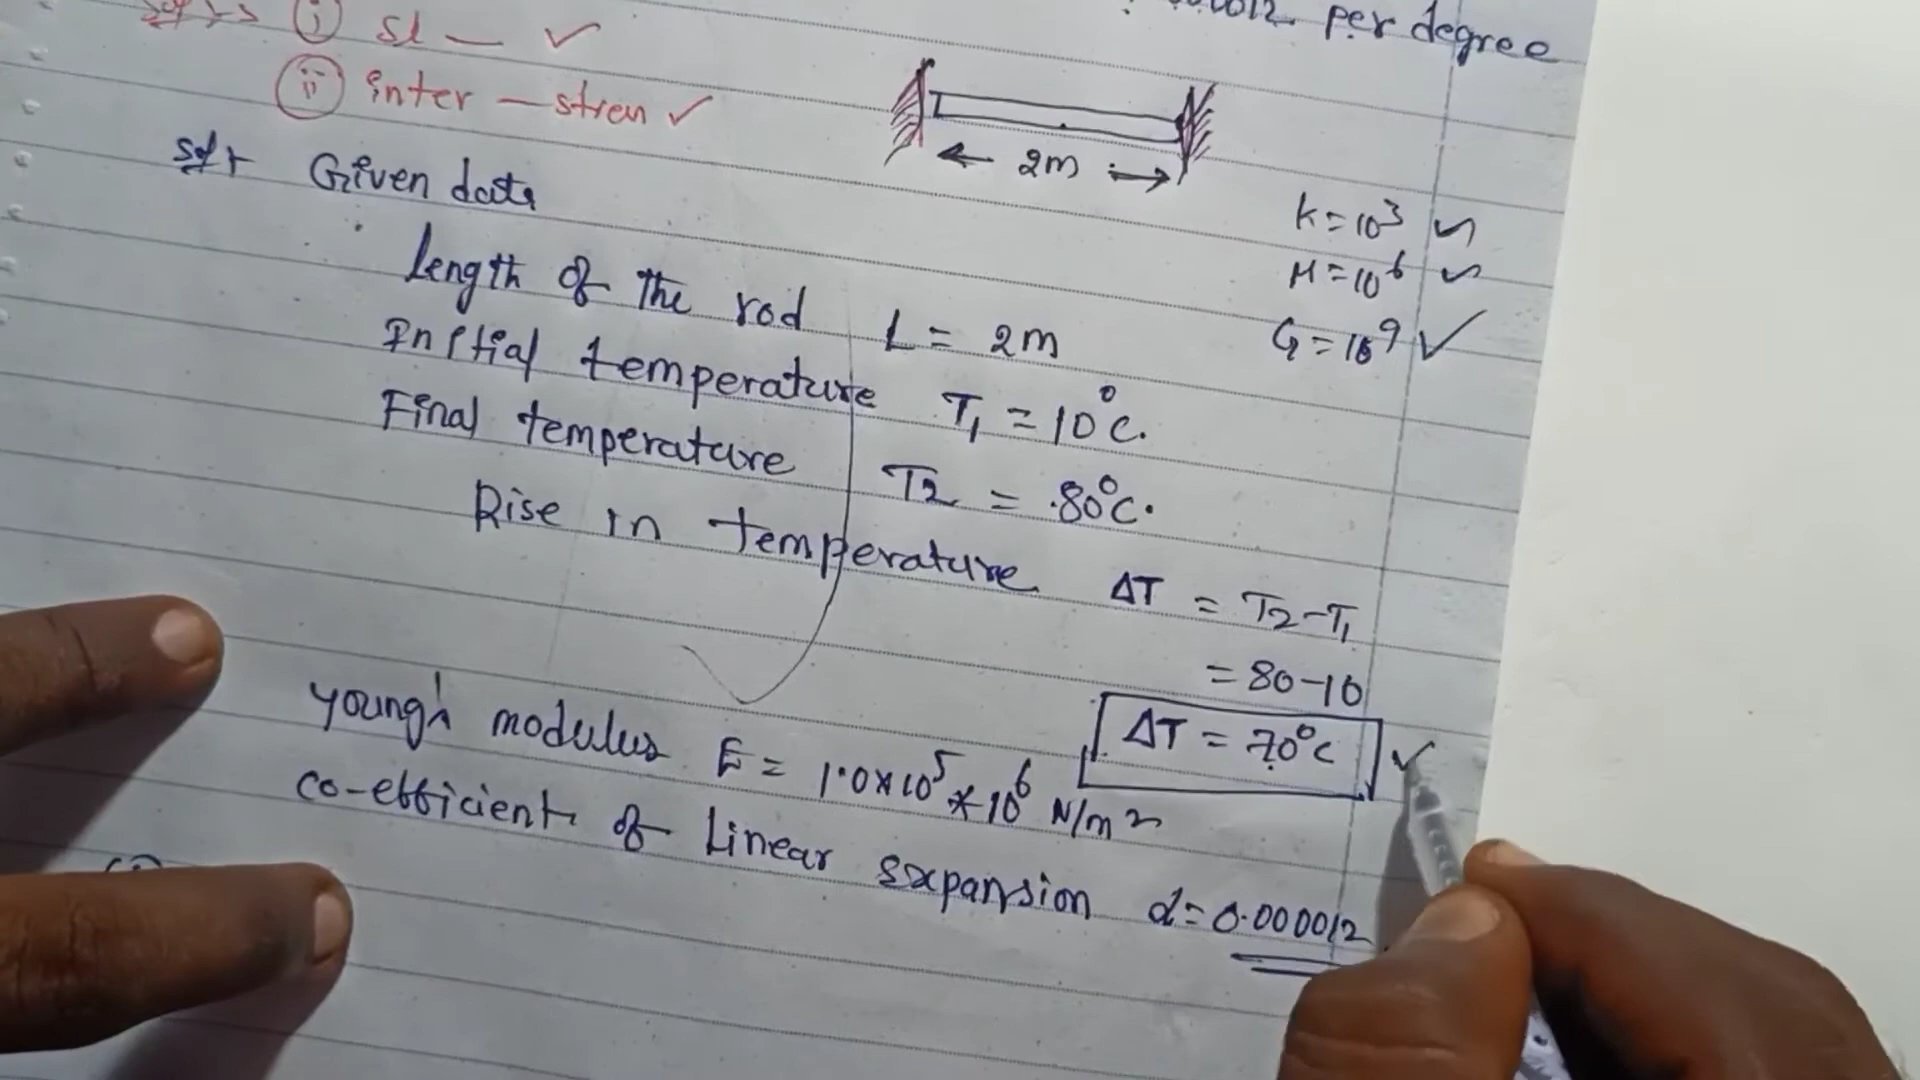 per degree
(i) Sl — ✓
(ii) inter — stren ✓
2m
Given data
K = 10³
M = 10⁶
G = 10⁹ ✓
Length of the rod L = 2m
Initial temperature T₁ = 10°C.
Final temperature T2 = 80°C.
Rise in temperature ΔT = T2-T₁
= 80-10
ΔT = 70°C ✓
Young's modulus E = 1.0×10⁵ × 10⁶ N/m²
Co-efficient of Linear Expansion α = 0.000012